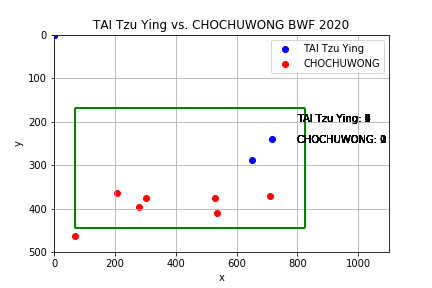 TAI Tzu Ying vs. CHOCHUWONG BWF 2020
TAI Tzu Ying
CHOCHUWONG
0
100
200
300
400
500
y
TAI Tzu Ying:
CHOCHUWONG:
0
200
400
600
800
1000
x